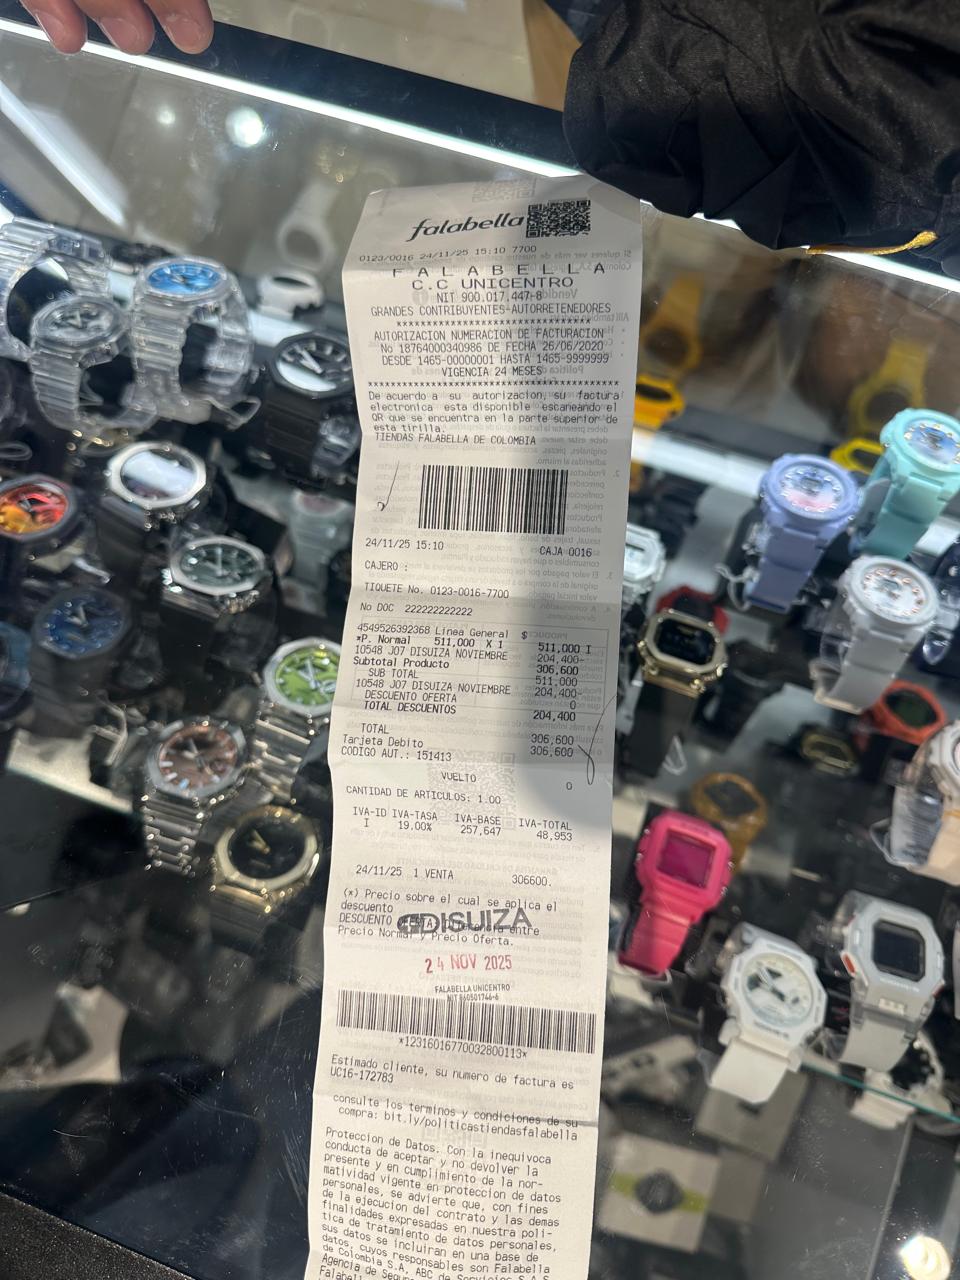 falabella
0123/0016 24/11/25 15:10 7700
F A L A B E L L A
C.C UNICENTRO
NIT 900.017.447-8
GRANDES CONTRIBUYENTES-AUTORRETENEDORES
AUTORIZACION NUMERACION DE FACTURACION
No 18764000340986 DE FECHA 26/06/2020
DESDE 1465-00000001 HASTA 1465-9999999
VIGENCIA 24 MESES
De acuerdo a su autorizacion, su factura
electronica esta disponible escaneando el
QR que se encuentra en la parte superior de
esta tirilla.
TIENDAS FALABELLA DE COLOMBIA
24/11/25 15:10 CAJA 0016
CAJERO :
TIQUETE No. 0123-0016-7700
No DOC 222222222222
4549526392368 Linea General $ 511,000 I
*P. Normal 511,000 X 1
10548 J07 DISUIZA NOVIEMBRE 204,400-
Subtotal Producto 306,600
SUB TOTAL 511,000
10548 J07 DISUIZA NOVIEMBRE 204,400-
DESCUENTO OFERTA 0
TOTAL DESCUENTOS 204,400
TOTAL 306,600
Tarjeta Debito 306,600
CODIGO AUT.: 151413
VUELTO 0
CANTIDAD DE ARTICULOS: 1.00
IVA-ID IVA-TASA IVA-BASE IVA-TOTAL
I 19.00% 257,647 48,953
24/11/25 1 VENTA 306600.
(*) Precio sobre el cual se aplica el
descuento
DISUIZA
DESCUENTO entre
Precio Normal y Precio Oferta.
24 NOV 2025
FALABELLA UNICENTRO
NIT 860501746-6
*12316016770032800113*
Estimado cliente, su numero de factura es
UC16-172783
consulte los terminos y condiciones de su
compra: bit.ly/politicastiendasfalabella
Proteccion de Datos. Con la inequivoca
conducta de aceptar y no devolver la
presente y en cumplimiento de la nor-
matividad vigente en proteccion de datos
personales, se advierte que, con fines
de la ejecucion del contrato y las demas
finalidades expresadas en nuestra poli-
tica de tratamiento de datos personales,
sus datos se incluiran en una base de
datos, cuyos responsables son Falabella
de Colombia S.A, ABC de Servicios S.A.S
Agencia de